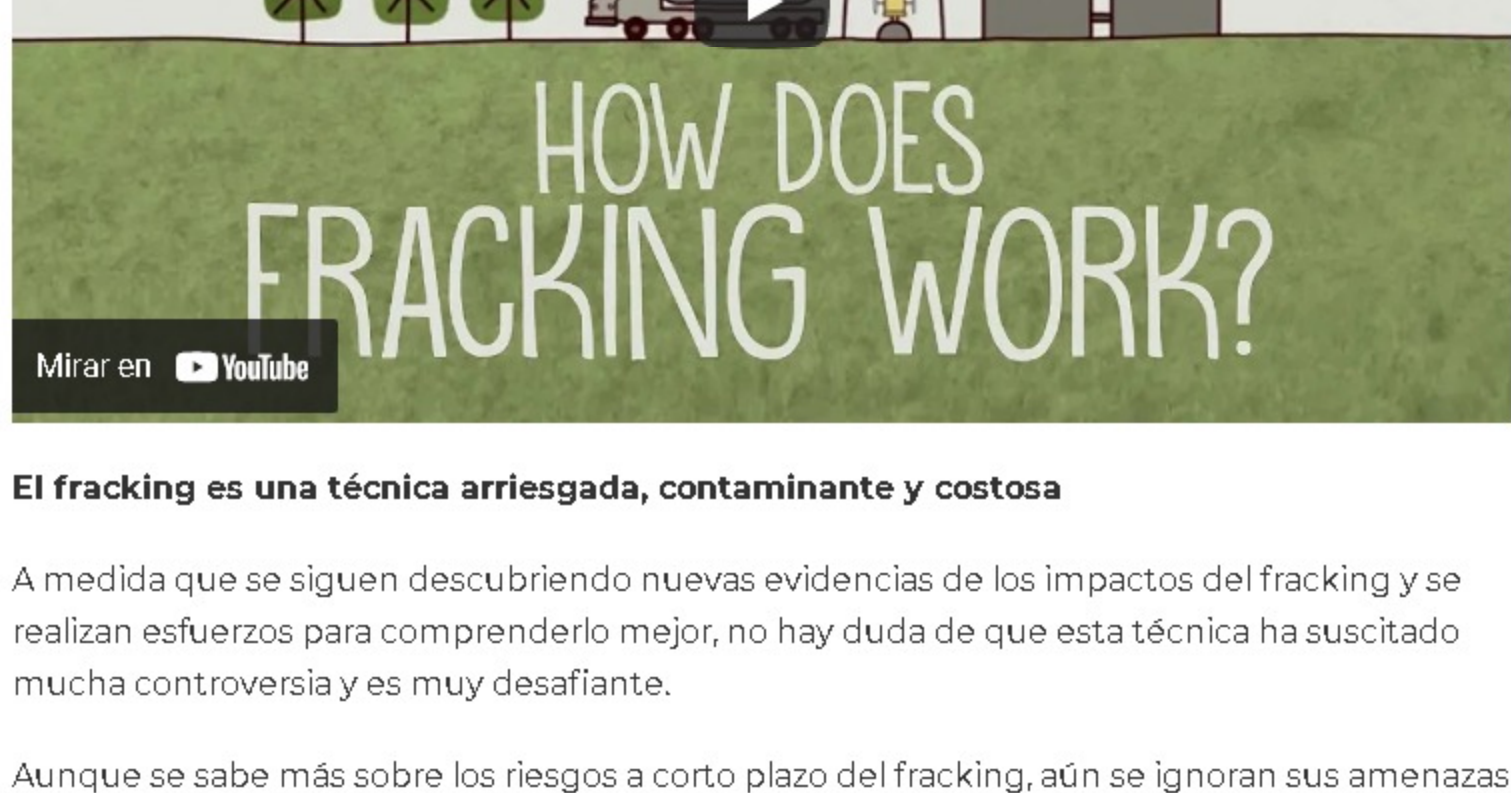 HOW DOES
FRACKING WORK?
Mirar en YouTube
El fracking es una técnica arriesgada, contaminante y costosa
A medida que se siguen descubriendo nuevas evidencias de los impactos del fracking y se
realizan esfuerzos para comprenderlo mejor, no hay duda de que esta técnica ha suscitado
mucha controversia y es muy desafiante.
Aunque se sabe más sobre los riesgos a corto plazo del fracking, aún se ignoran sus amenazas